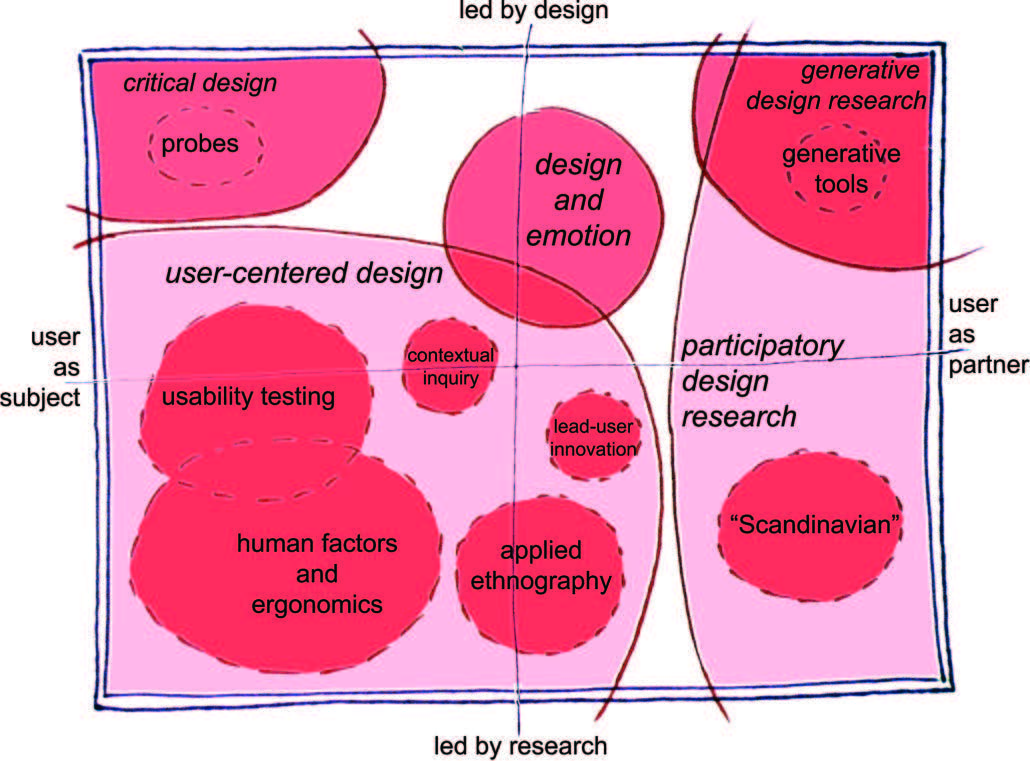 led by design
critical design
probes
generative
design research
generative
tools
design
and
emotion
user-centered design
user
as
subject
user
as
partner
contextual
inquiry
usability testing
participatory
design
research
lead-user
innovation
human factors
and
ergonomics
applied
ethnography
“Scandinavian”
led by research